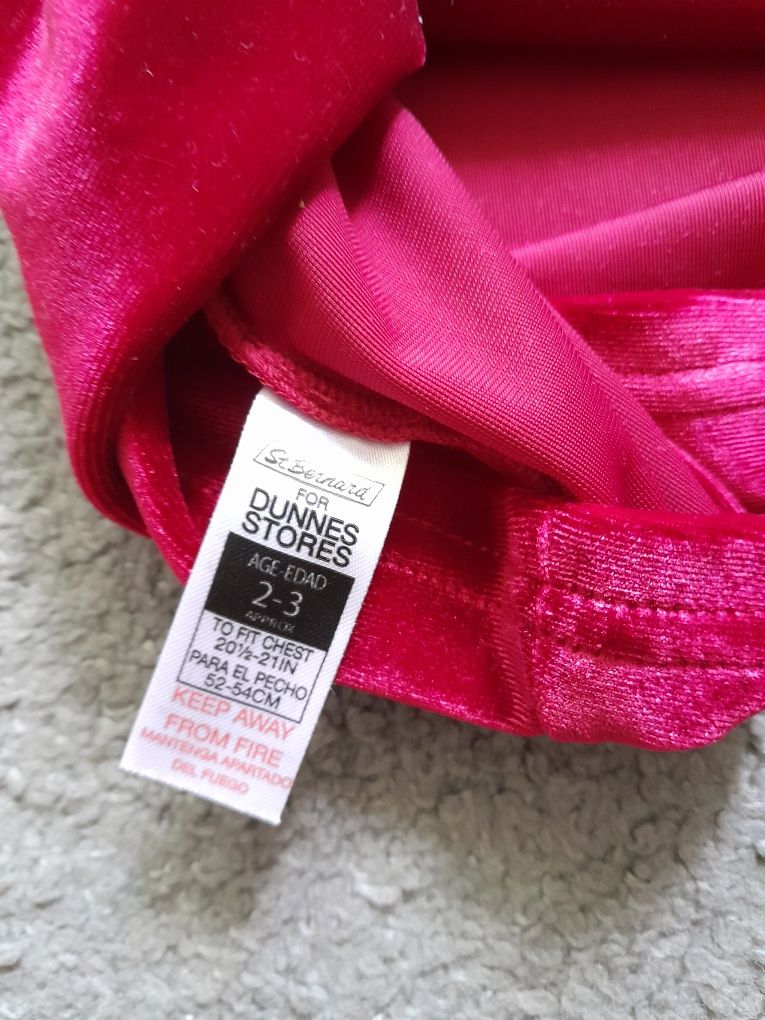 St Bernard
FOR
DUNNES
STORES
AGE-EDAD
2-3
APPROX
TO FIT CHEST
20½-21IN
PARA EL PECHO
52-54CM
KEEP AWAY
FROM FIRE
MANTENGA APARTADO
DEL FUEGO